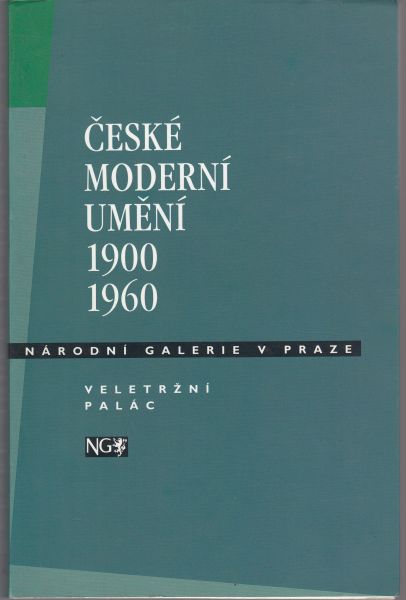 ČESKÉ
MODERNÍ
UMĚNÍ
1900
1960
NÁRODNÍ GALERIE V PRAZE
VELETRŽNÍ
PALÁC
NG